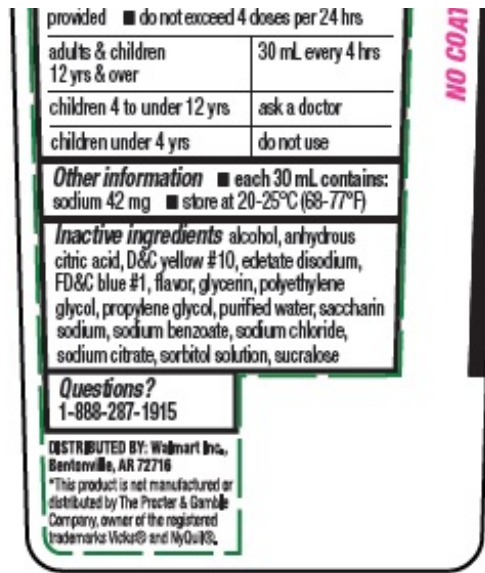 provided ■ do not exceed 4 doses per 24 hrs
adults & children 30 mL every 4 hrs
12 yrs & over
children 4 to under 12 yrs ask a doctor
children under 4 yrs do not use
Other information ■ each 30 mL contains:
sodium 42 mg ■ store at 20-25°C (68-77°F)
Inactive ingredients alcohol, anhydrous
citric acid, D&C yellow #10, edetate disodium,
FD&C blue #1, flavor, glycerin, polyethylene
glycol, propylene glycol, purified water, saccharin
sodium, sodium benzoate, sodium chloride,
sodium citrate, sorbitol solution, sucralose
Questions?
1-888-287-1915
DISTRIBUTED BY: Walmart Inc.,
Bentonville, AR 72716
*This product is not manufactured or
distributed by The Procter & Gamble
Company, owner of the registered
trademarks Vicks® and NyQuil®.
NO COAT